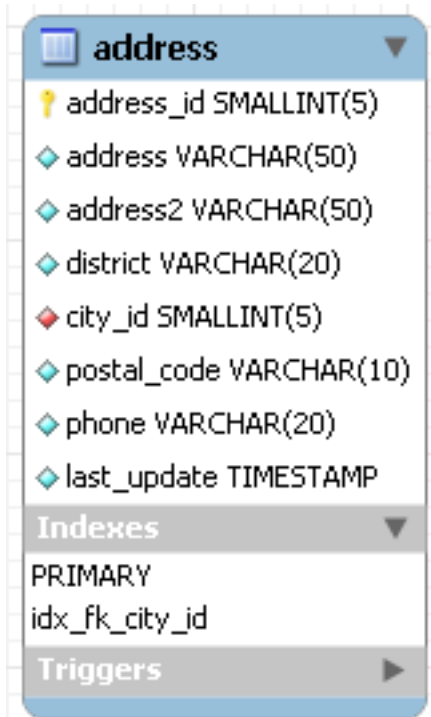 address
address_id SMALLINT(5)
address VARCHAR(50)
address2 VARCHAR(50)
district VARCHAR(20)
city_id SMALLINT(5)
postal_code VARCHAR(10)
phone VARCHAR(20)
last_update TIMESTAMP
Indexes
PRIMARY
idx_fk_city_id
Triggers